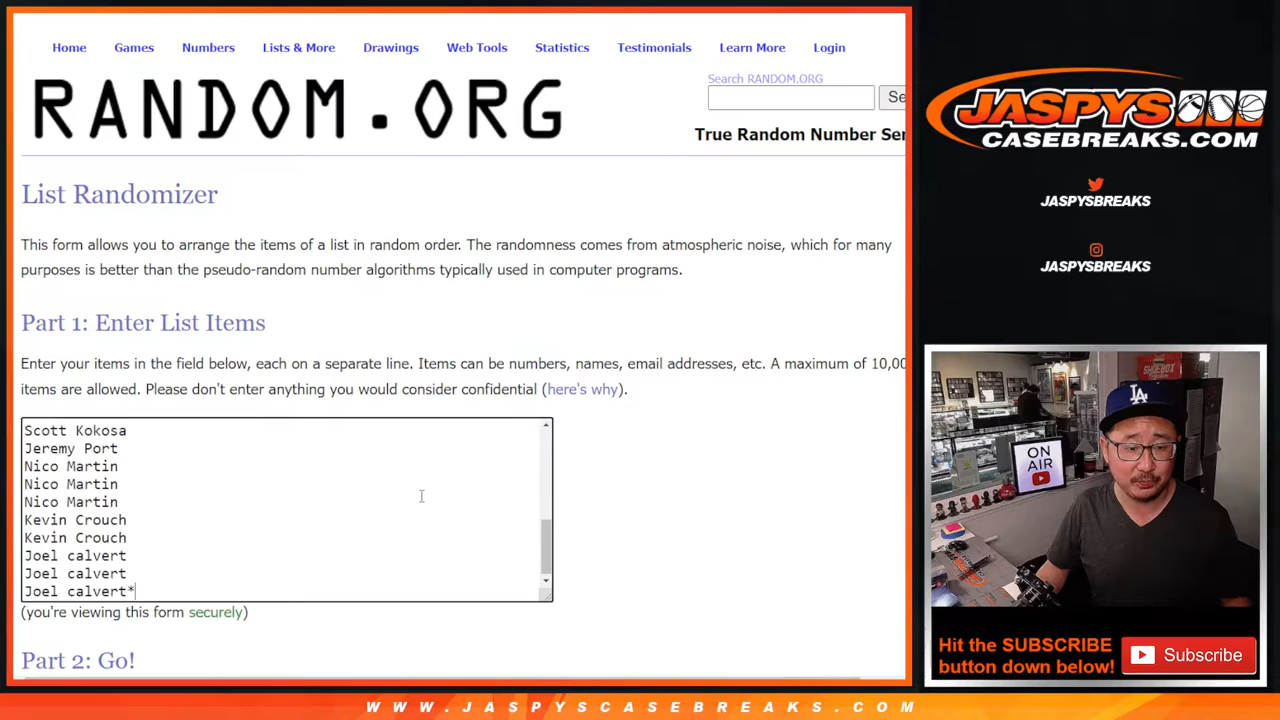 Home Games Numbers Lists & More Drawings Web Tools Statistics Testimonials Learn More Login
Search RANDOM.ORG
RANDOM.ORG
Se
True Random Number Ser
List Randomizer
This form allows you to arrange the items of a list in random order. The randomness comes from atmospheric noise, which for many
purposes is better than the pseudo-random number algorithms typically used in computer programs.
Part 1: Enter List Items
Enter your items in the field below, each on a separate line. Items can be numbers, names, email addresses, etc. A maximum of 10,00
items are allowed. Please don't enter anything you would consider confidential (here's why).
Scott Kokosa
Jeremy Port
Nico Martin
Nico Martin
Nico Martin
Kevin Crouch
Kevin Crouch
Joel calvert
Joel calvert
Joel calvert*
(you're viewing this form securely)
Part 2: Go!
JASPYS
CASEBREAKS.COM
JASPYSBREAKS
JASPYSBREAKS
SHOEBOX
LA
ON
AIR
Hit the SUBSCRIBE
button down below!
Subscribe
WWW.JASPYSCASEBREAKS.COM